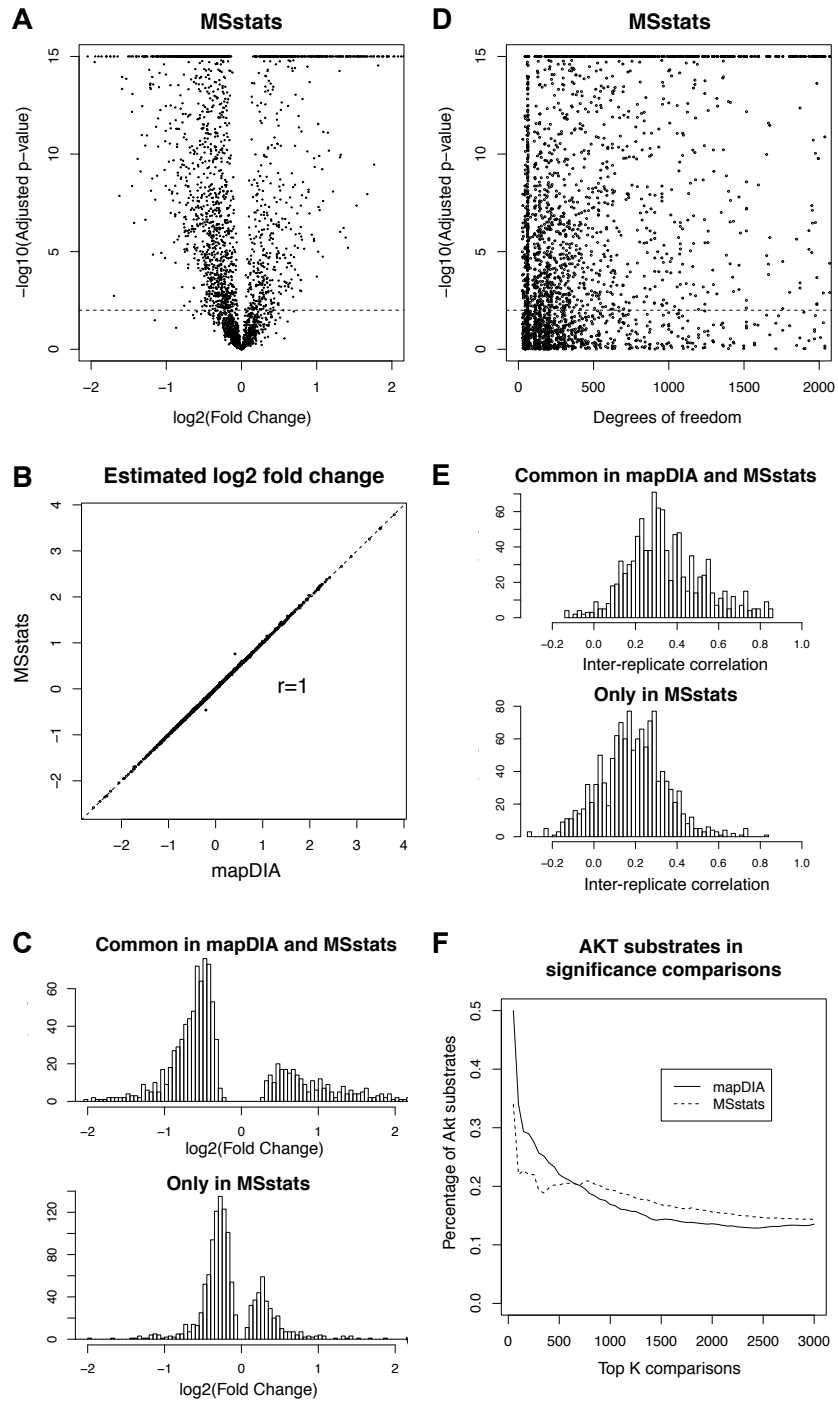 A
MSstats
−log10(Adjusted p−value)
15
10
5
0
−2 −1 0 1 2
log2(Fold Change)
D
MSstats
−log10(Adjusted p−value)
15
10
5
0
0 500 1000 1500 2000
Degrees of freedom
B
Estimated log2 fold change
MSstats
4
3
2
1
0
−1
−2
r=1
−2 −1 0 1 2 3 4
mapDIA
E
Common in mapDIA and MSstats
60
40
20
0
−0.2 0.0 0.2 0.4 0.6 0.8 1.0
Inter−replicate correlation
Only in MSstats
80
60
40
20
0
−0.2 0.0 0.2 0.4 0.6 0.8 1.0
Inter−replicate correlation
C
Common in mapDIA and MSstats
60
40
20
0
−2 −1 0 1 2
log2(Fold Change)
Only in MSstats
120
80
40
0
−2 −1 0 1 2
log2(Fold Change)
F
AKT substrates in
significance comparisons
Percentage of Akt substrates
0.5
0.4
0.3
0.2
0.1
0.0
mapDIA
MSstats
0 500 1000 1500 2000 2500 3000
Top K comparisons